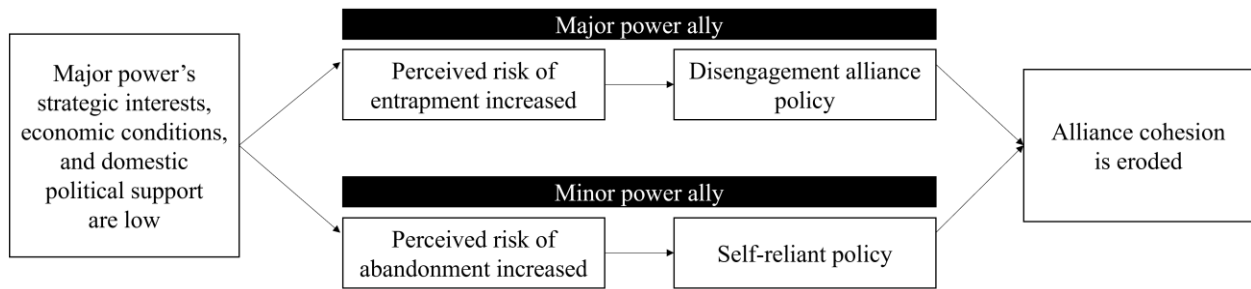 Major power's
strategic interests,
economic conditions,
and domestic
political support
are low
Major power ally
Perceived risk of
entrapment increased
Disengagement alliance
policy
Minor power ally
Perceived risk of
abandonment increased
Self-reliant policy
Alliance cohesion
is eroded